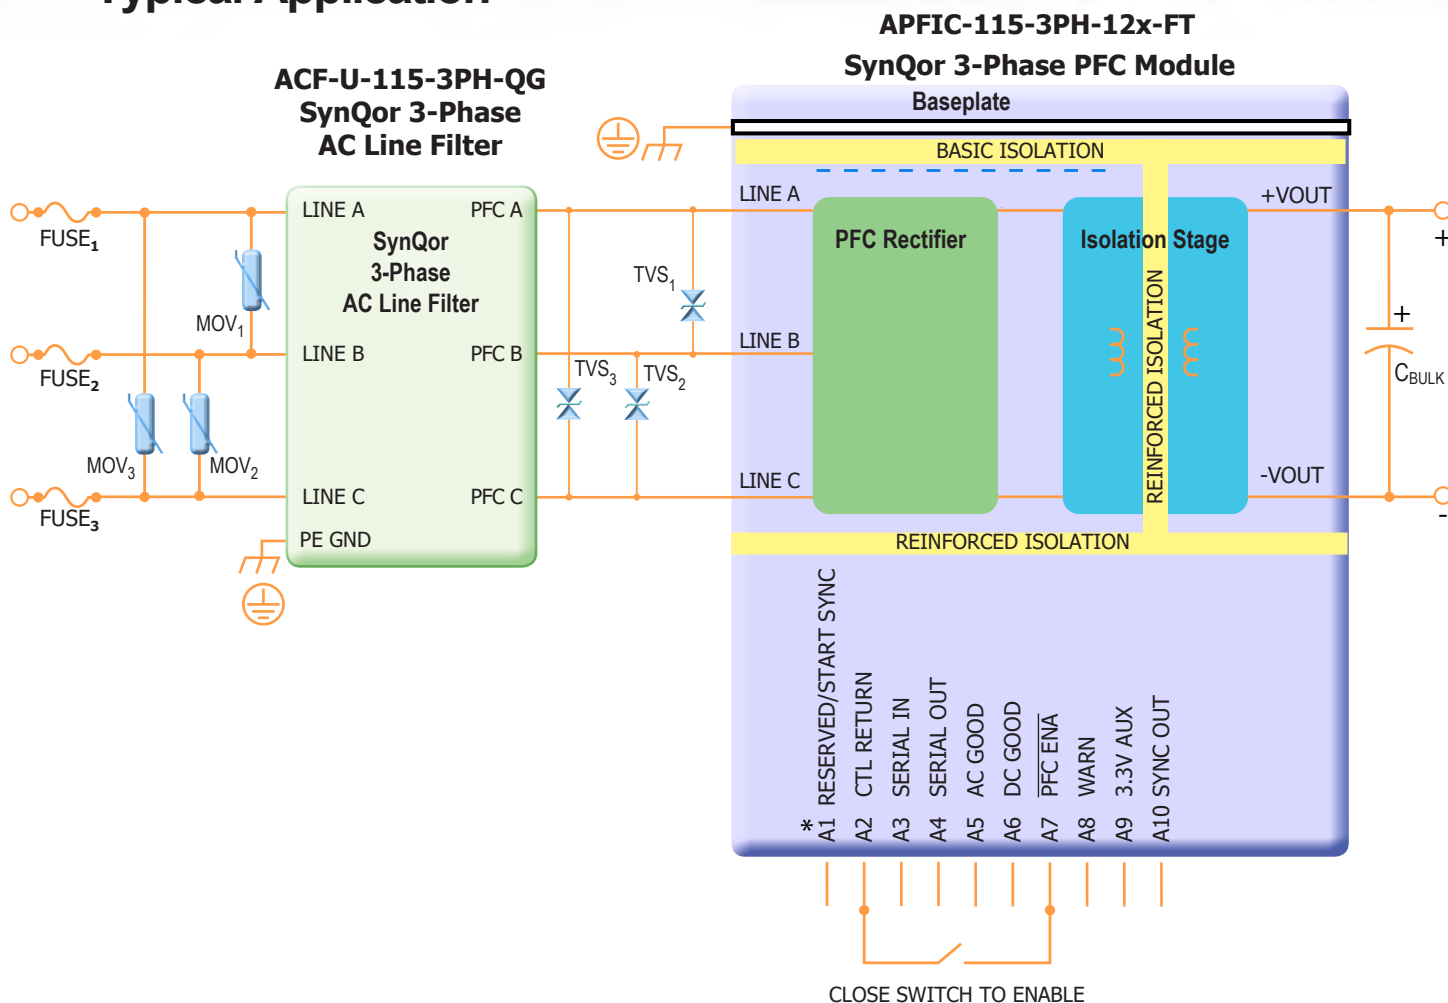 Typical Application
APFIC-115-3PH-12x-FT
SynQor 3-Phase PFC Module
ACF-U-115-3PH-QG
SynQor 3-Phase
AC Line Filter
Baseplate
BASIC ISOLATION
LINE A
PFC A
LINE A
+VOUT
FUSE1
SynQor
3-Phase
AC Line Filter
PFC Rectifier
Isolation Stage
+
TVS1
MOV1
REINFORCED ISOLATION
+
LINE B
PFC B
LINE B
FUSE2
TVS3
TVS2
CBULK
MOV3
MOV2
LINE C
PFC C
LINE C
-VOUT
FUSE3
-
PE GND
REINFORCED ISOLATION
* A1 RESERVED/START SYNC
A2 CTL RETURN
A3 SERIAL IN
A4 SERIAL OUT
A5 AC GOOD
A6 DC GOOD
A7 PFC ENA
A8 WARN
A9 3.3V AUX
A10 SYNC OUT
CLOSE SWITCH TO ENABLE